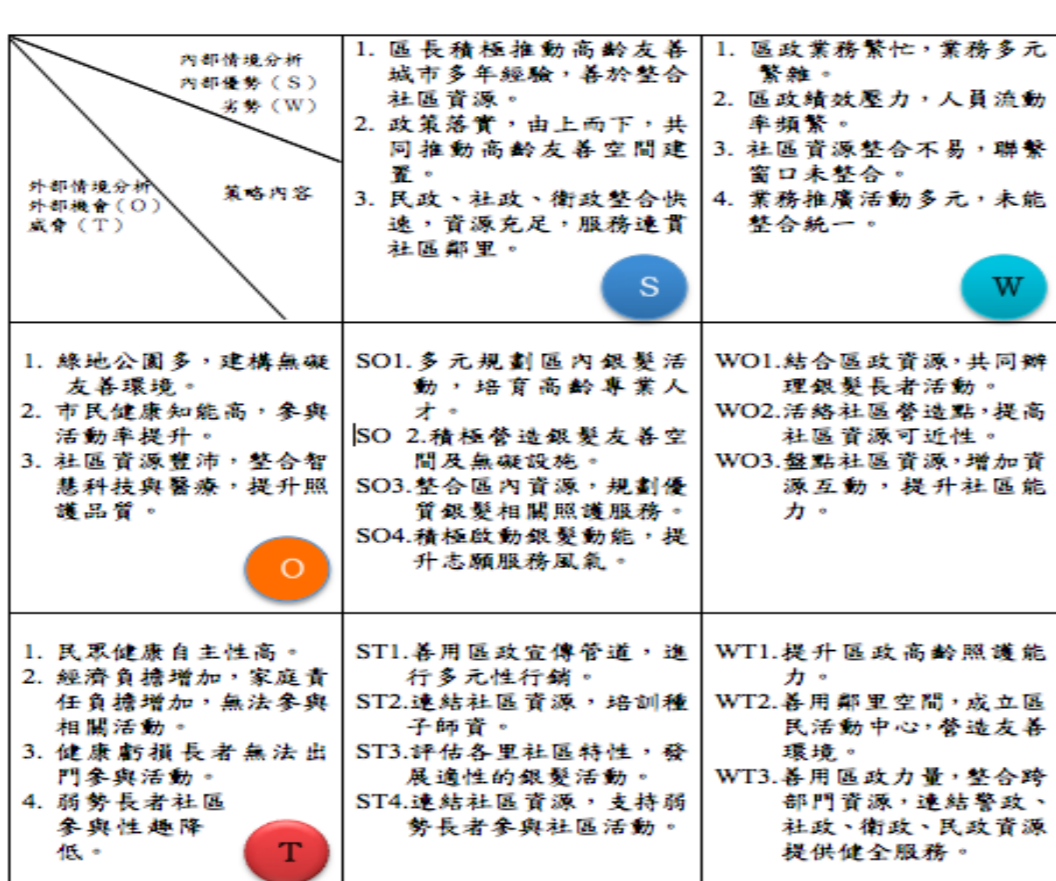 內部情境分析
內部優勢(S)
劣勢(W)
外部情境分析
外部機會(O)
威脅(T)
策略內容
1. 區長積極推動高齡友善
城市多年經驗,善於整合
社區資源。
2. 政策落實,由上而下,共
同推動高齡友善空間建
置。
3. 民政、社政、衛政整合快
速,資源充足,服務連貫
社區鄰里。
S
1. 區政業務繁忙,業務多元
繁雜。
2. 區政績效壓力,人員流動
率頻繁。
3. 社區資源整合不易,聯繫
窗口未整合。
4. 業務推廣活動多元,未能
整合統一。
W
1. 綠地公園多,建構無礙
友善環境。
2. 市民健康知能高,參與
活動率提升。
3. 社區資源豐沛,整合智
慧科技與醫療,提升照
護品質。
O
SO1.多元規劃區內銀髮活
動,培育高齡專業人
才。
SO 2.積極營造銀髮友善空
間及無礙設施。
SO3.整合區內資源,規劃優
質銀髮相關照護服務。
SO4.積極啟動銀髮動能,提
升志願服務風氣。
WO1.結合區政資源,共同辦
理銀髮長者活動。
WO2.活絡社區營造點,提高
社區資源可近性。
WO3.盤點社區資源,增加資
源互動,提升社區能
力。
1. 民眾健康自主性高。
2. 經濟負擔增加,家庭責
任負擔增加,無法參與
相關活動。
3. 健康虧損長者無法出
門參與活動。
4. 弱勢長者社區
參與性趨降
低。
T
ST1.善用區政宣傳管道,進
行多元性行銷。
ST2.連結社區資源,培訓種
子師資。
ST3.評估各里社區特性,發
展適性的銀髮活動。
ST4.連結社區資源,支持弱
勢長者參與社區活動。
WT1.提升區政高齡照護能
力。
WT2.善用鄰里空間,成立區
民活動中心,營造友善
環境。
WT3.善用區政力量,整合跨
部門資源,連結警政、
社政、衛政、民政資源
提供健全服務。